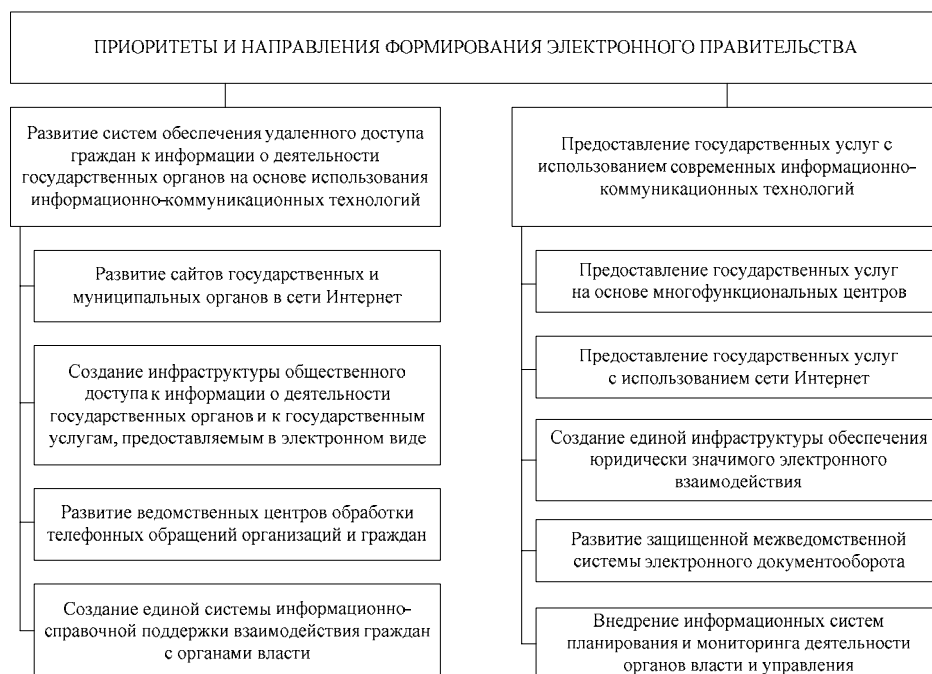 ПРИОРИТЕТЫ И НАПРАВЛЕНИЯ ФОРМИРОВАНИЯ ЭЛЕКТРОННОГО ПРАВИТЕЛЬСТВА
Развитие систем обеспечения удаленного доступа
граждан к информации о деятельности
государственных органов на основе использования
информационно-коммуникационных технологий
Развитие сайтов государственных и
муниципальных органов в сети Интернет
Создание инфраструктуры общественного
доступа к информации о деятельности
государственных органов и к государственным
услугам, предоставляемым в электронном виде
Развитие ведомственных центров обработки
телефонных обращений организаций и граждан
Создание единой системы информационно-
справочной поддержки взаимодействия граждан
с органами власти
Предоставление государственных услуг с
использованием современных информационно-
коммуникационных технологий
Предоставление государственных услуг
на основе многофункциональных центров
Предоставление государственных услуг
с использованием сети Интернет
Создание единой инфраструктуры обеспечения
юридически значимого электронного
взаимодействия
Развитие защищенной межведомственной
системы электронного документооборота
Внедрение информационных систем
планирования и мониторинга деятельности
органов власти и управления